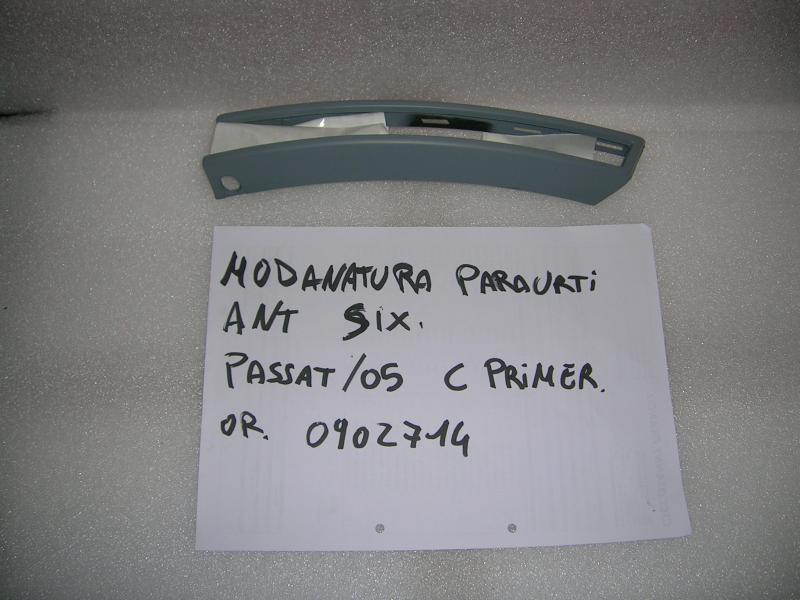 MODANATURA PARAURTI
ANT SIX.
PASSAT/05 C PRIMER.
OR. 0902714